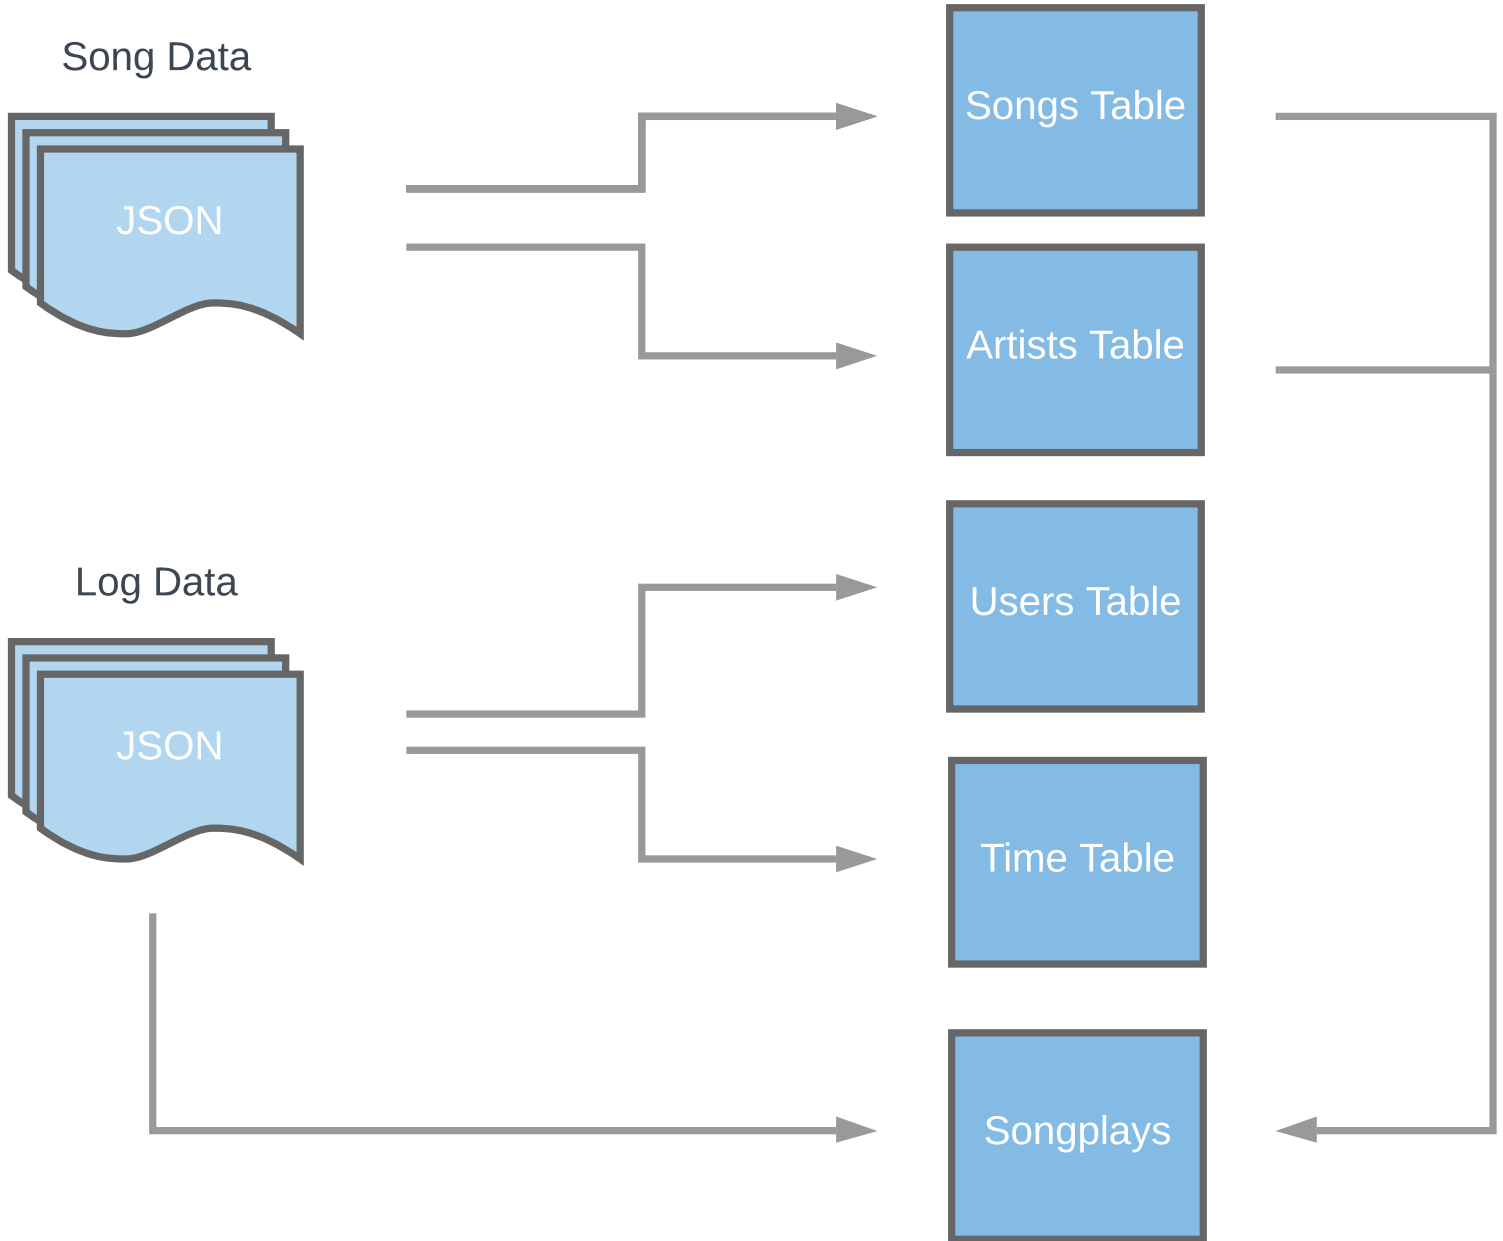 Song Data
JSON
Songs Table
Artists Table
Log Data
JSON
Users Table
Time Table
Songplays